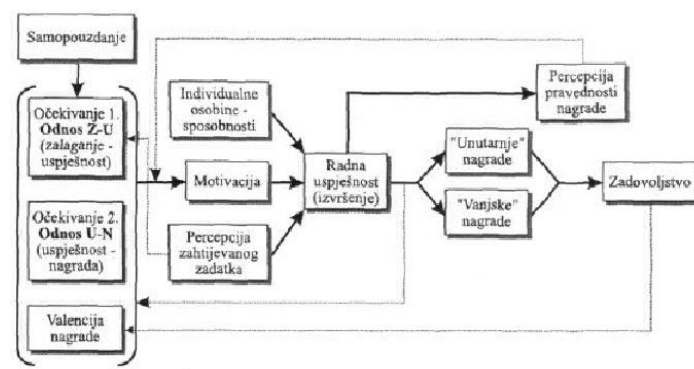 Samopouzdanje
Očekivanje 1.
Odnos Z-U
(zalaganje -
uspješnost)
Očekivanje 2.
Odnos U-N
(uspješnost -
nagrada)
Valencija
nagrade
Individualne
osobine -
sposobnosti
Motivacija
Percepcija
zahtijevanog
zadatka
Radna
uspješnost
(izvršenje)
"Unutarnje"
nagrade
"Vanjske"
nagrade
Percepcija
pravednosti
nagrade
Zadovoljstvo